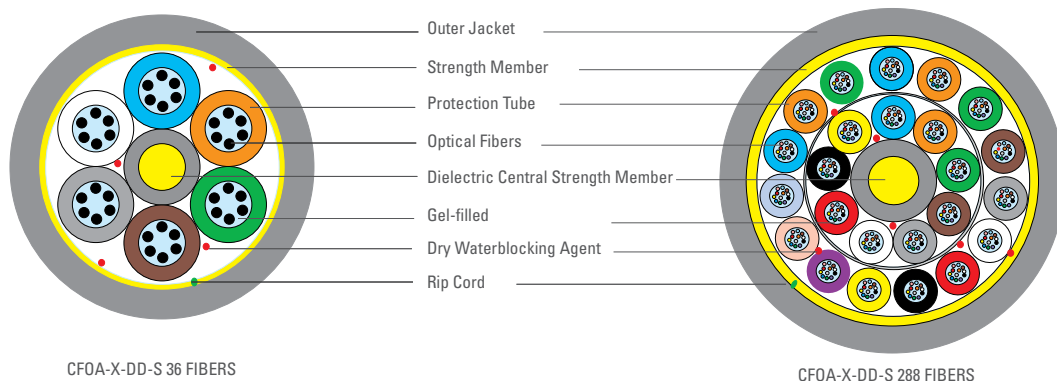 Outer Jacket
Strength Member
Protection Tube
Optical Fibers
Dielectric Central Strength Member
Gel-filled
Dry Waterblocking Agent
Rip Cord
CFOA-X-DD-S 36 FIBERS
CFOA-X-DD-S 288 FIBERS